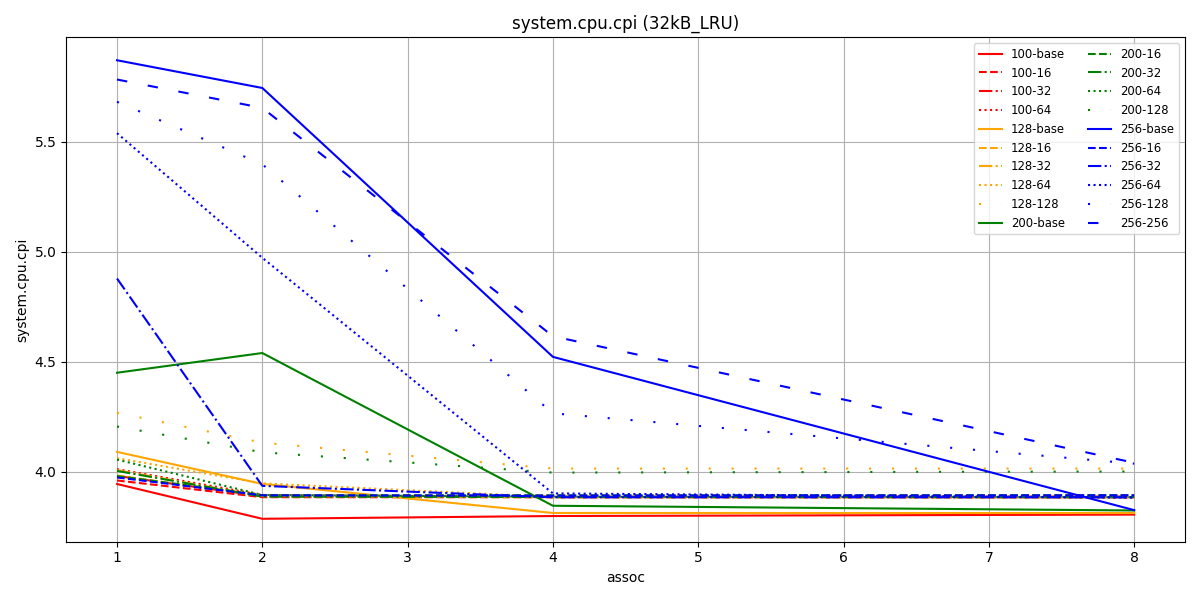 system.cpu.cpi (32kB_LRU)
system.cpu.cpi
5.5
5.0
4.5
4.0
1 2 3 4 5 6 7 8
assoc
100-base
100-16
100-32
100-64
128-base
128-16
128-32
128-64
128-128
200-base
200-16
200-32
200-64
200-128
256-base
256-16
256-32
256-64
256-128
256-256